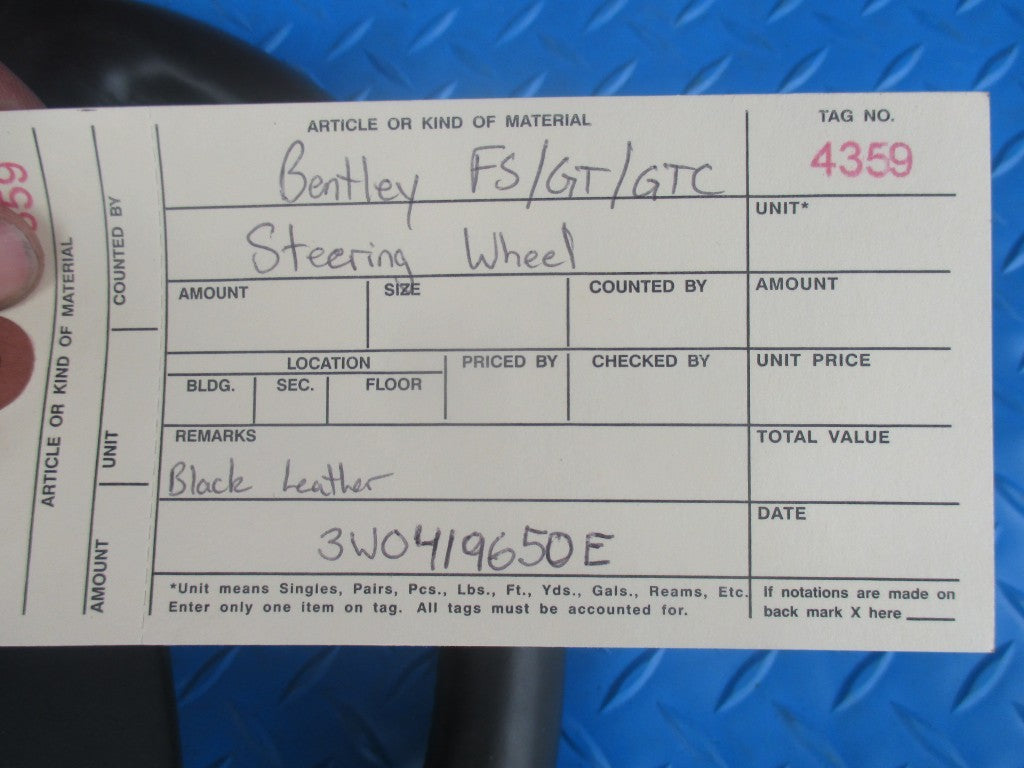 ARTICLE OR KIND OF MATERIAL
Bentley FS/GT/GTC
Steering Wheel
TAG NO.
4359
UNIT*
AMOUNT
SIZE
COUNTED BY
AMOUNT
LOCATION
BLDG.
SEC.
FLOOR
PRICED BY
CHECKED BY
UNIT PRICE
REMARKS
Black Leather
3W0419650E
TOTAL VALUE
DATE
*Unit means Singles, Pairs, Pcs., Lbs., Ft., Yds., Gals., Reams, Etc.
Enter only one item on tag. All tags must be accounted for.
If notations are made on
back mark X here
59
ARTICLE OR KIND OF MATERIAL
COUNTED BY
UNIT
AMOUNT